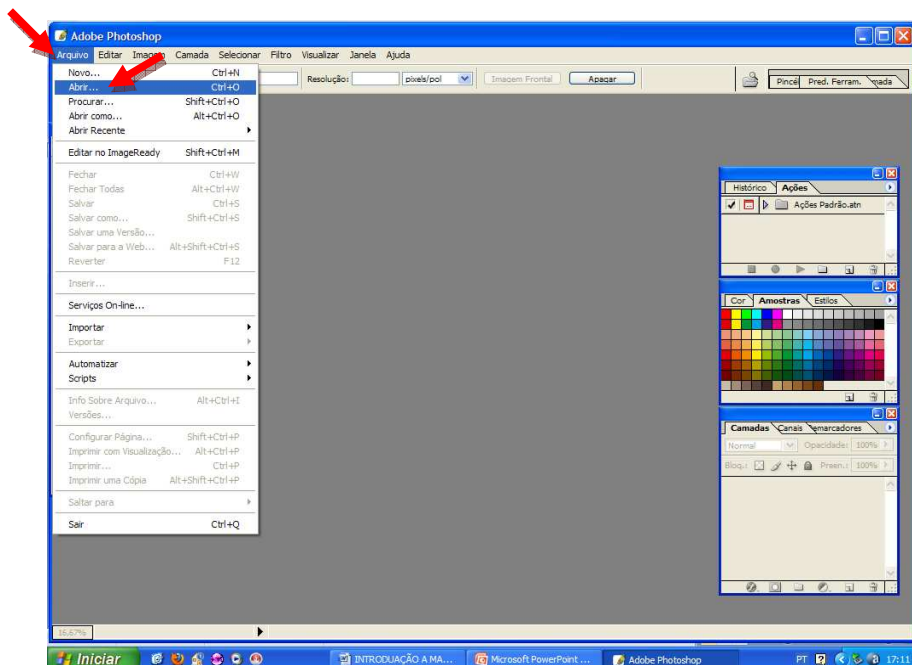 Adobe Photoshop
Arquivo Editar Imagem Camada Selecionar Filtro Visualizar Janela Ajuda
Resolução: pixels/pol Imagem Frontal Apagar Pincéi Pred. Ferram. mada
Novo... Ctrl+N
Abrir... Ctrl+O
Procurar... Shift+Ctrl+O
Abrir como... Alt+Ctrl+O
Abrir Recente
Editar no ImageReady Shift+Ctrl+M
Fechar Ctrl+W
Fechar Todas Alt+Ctrl+W
Salvar Ctrl+S
Salvar como... Shift+Ctrl+S
Salvar uma Versão...
Salvar para a Web... Alt+Shift+Ctrl+S
Reverter F12
Inserir...
Serviços On-line...
Importar
Exportar
Automatizar
Scripts
Info Sobre Arquivo... Alt+Ctrl+I
Versões...
Configurar Página... Shift+Ctrl+P
Imprimir com Visualização... Alt+Ctrl+P
Imprimir... Ctrl+P
Imprimir uma Cópia Alt+Shift+Ctrl+P
Saltar para
Sair Ctrl+Q
Histórico Ações
Ações Padrão.atn
Cor Amostras Estilos
Camadas Canais emarcadores
Normal Opacidade: 100%
Bloq.: Preen.: 100%
16,67%
Iniciar INTRODUAÇÃO A MA... Microsoft PowerPoint ... Adobe Photoshop PT 17:11